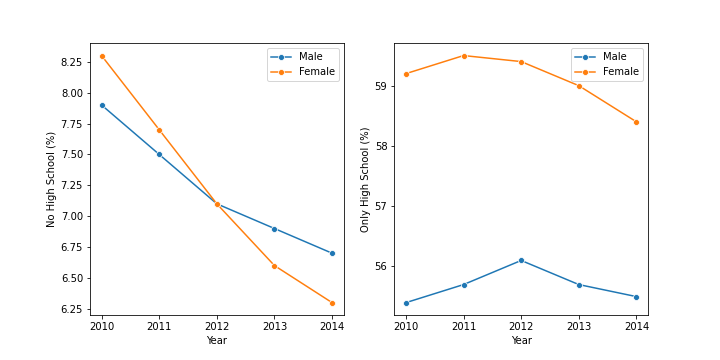 No High School (%)
8.25
8.00
7.75
7.50
7.25
7.00
6.75
6.50
6.25
2010 2011 2012 2013 2014
Year
Male
Female
Only High School (%)
59
58
57
56
2010 2011 2012 2013 2014
Year
Male
Female